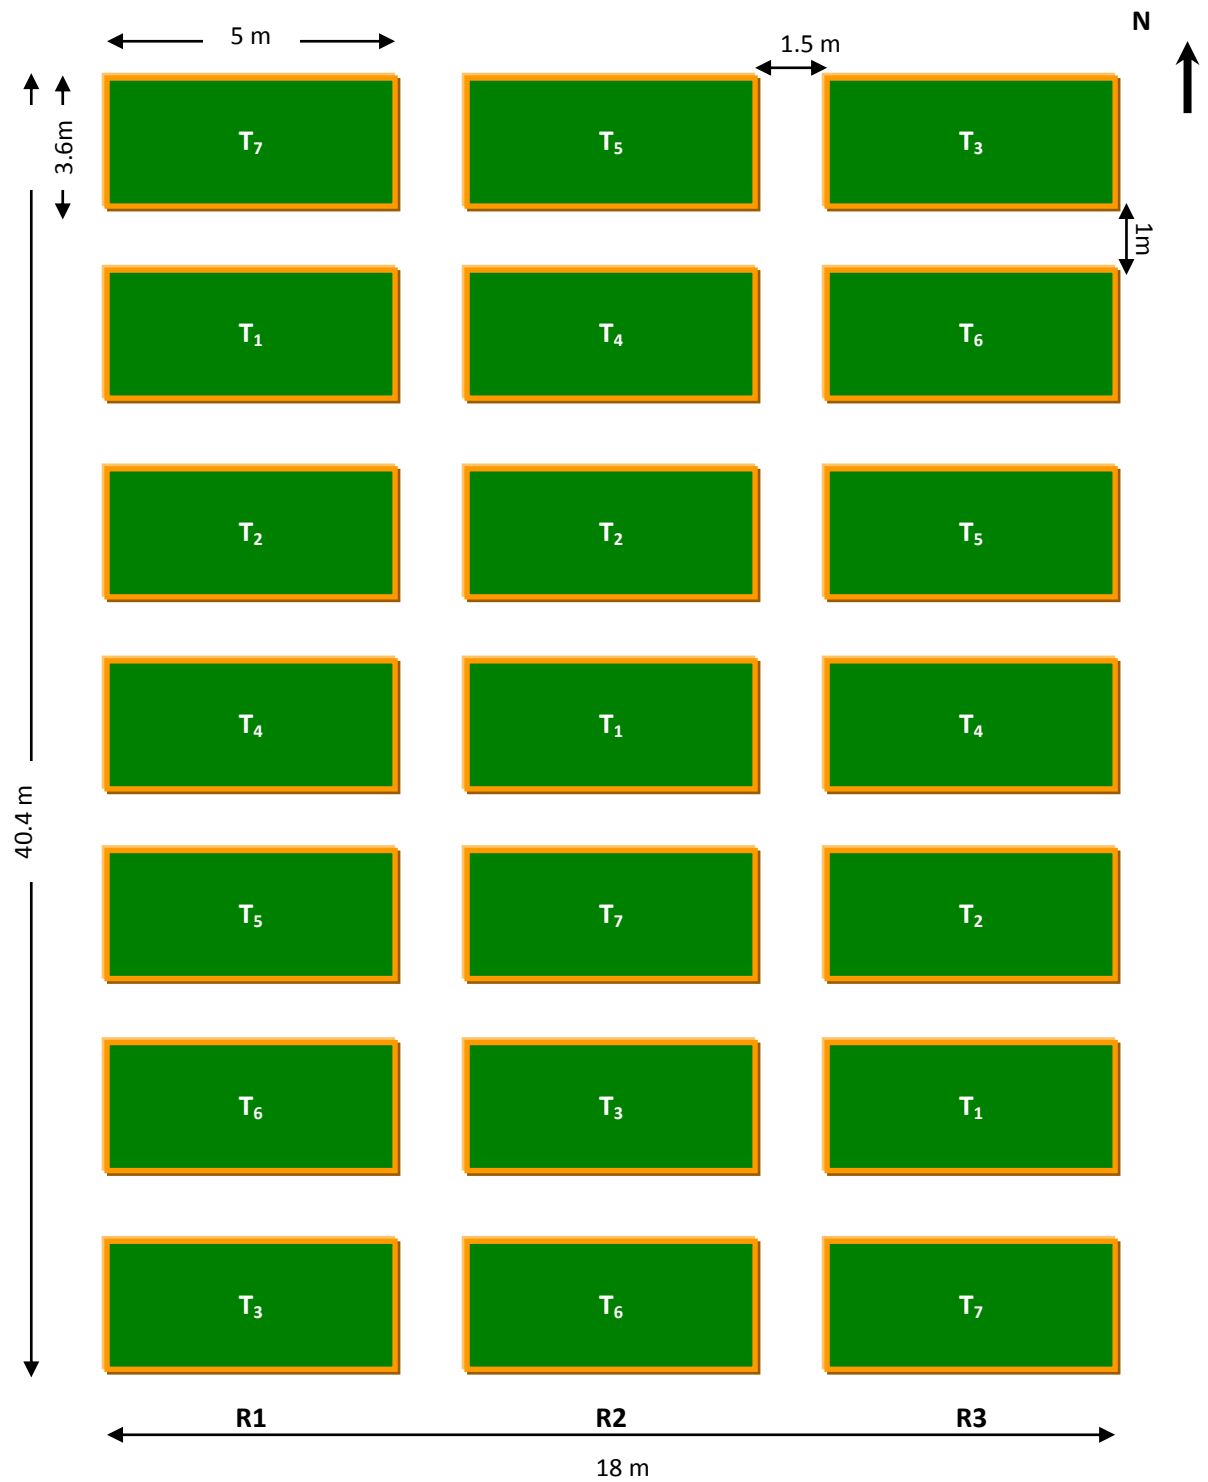 N
5 m
1.5 m
3.6m
T₇ T₅ T₃
1m
T₁ T₄ T₆
T₂ T₂ T₅
T₄ T₁ T₄
40.4 m
T₅ T₇ T₂
T₆ T₃ T₁
T₃ T₆ T₇
R1 R2 R3
18 m